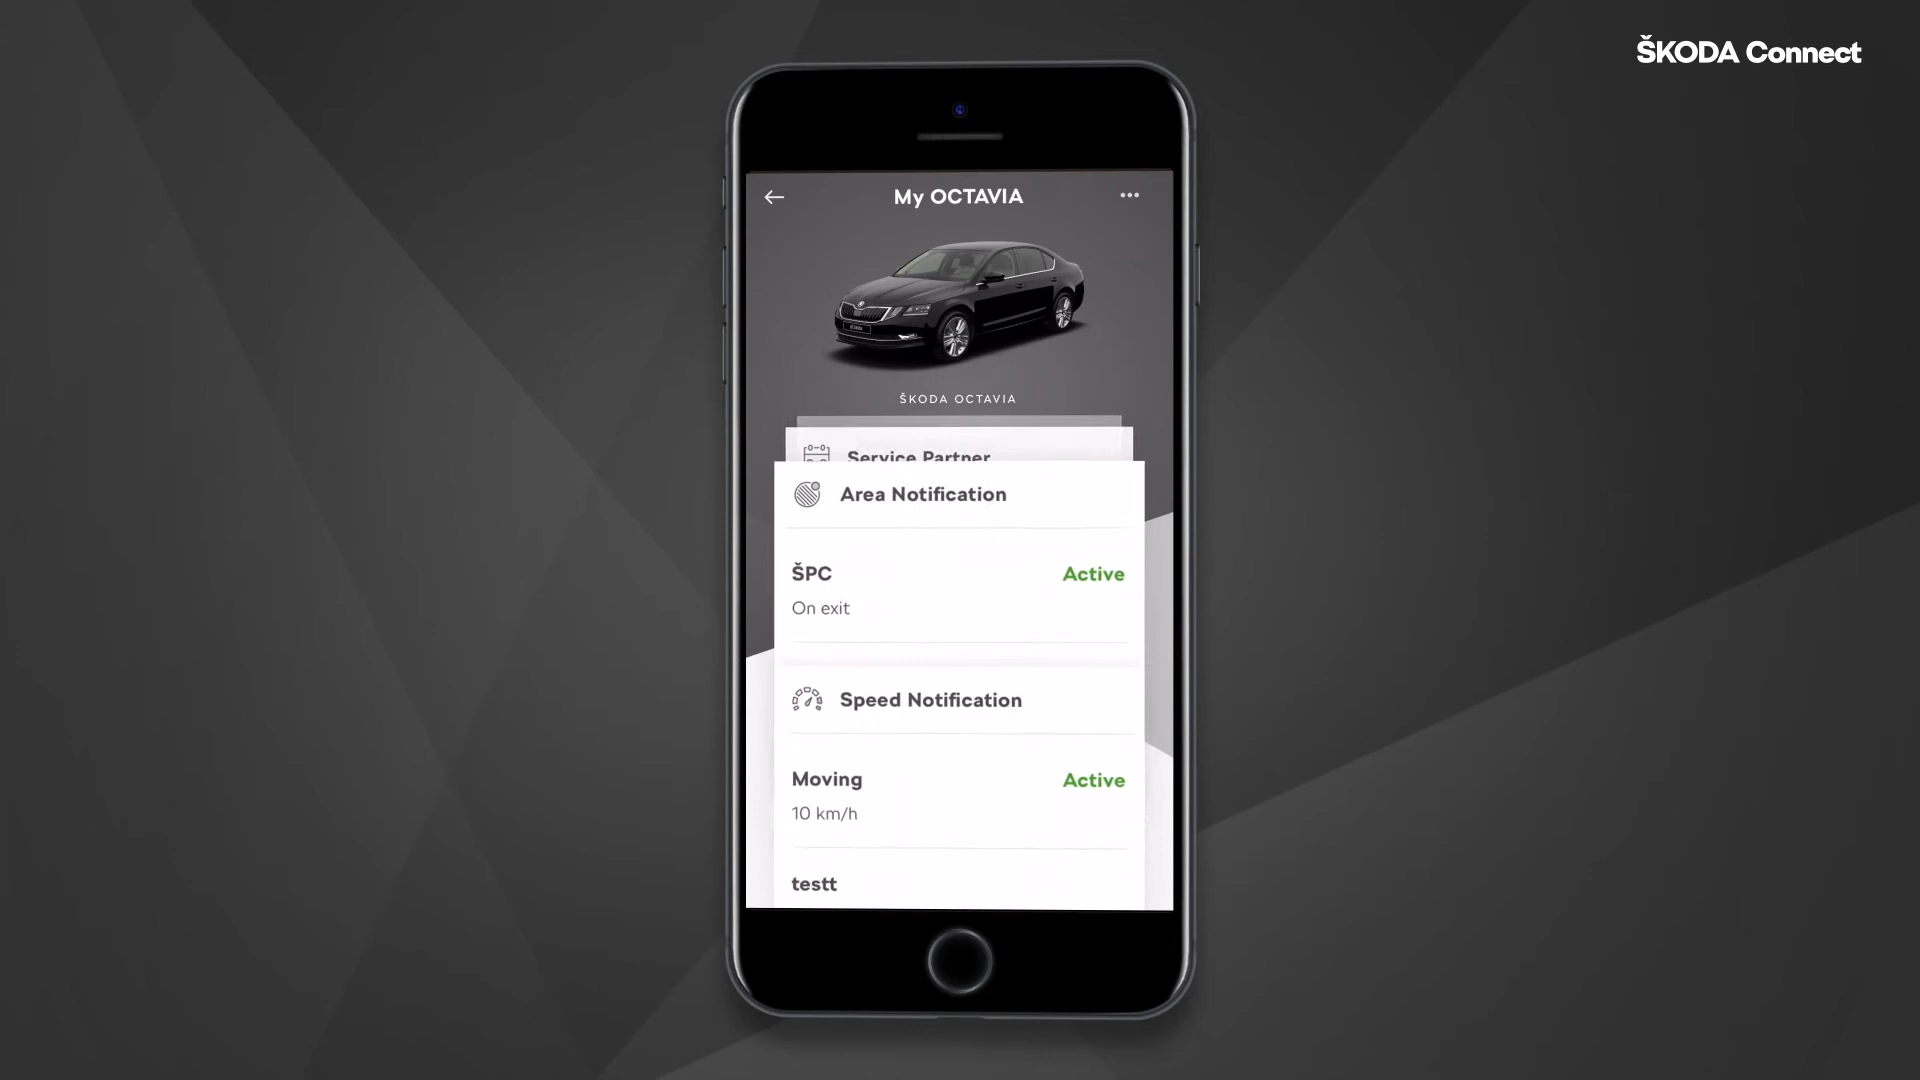 ŠKODA Connect
My OCTAVIA
ŠKODA OCTAVIA
Service Partner
Area Notification
ŠPC
Active
On exit
Speed Notification
Moving
Active
10 km/h
testt